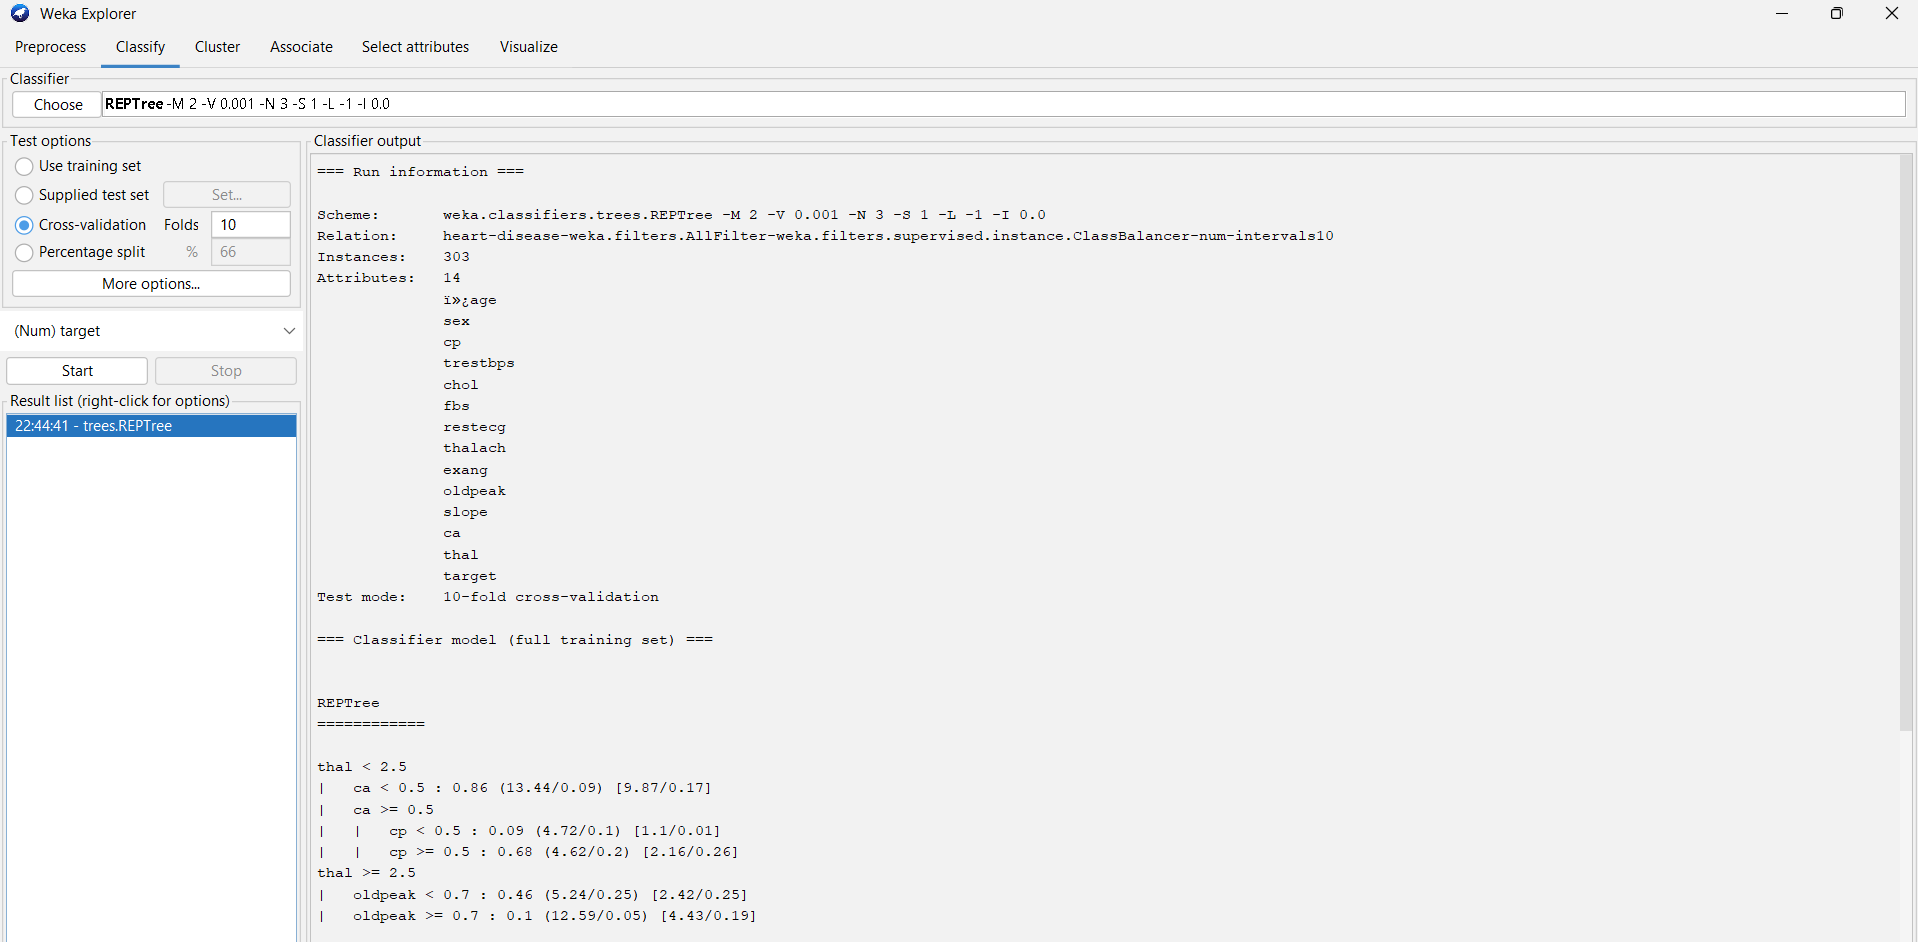 Weka Explorer
Preprocess Classify Cluster Associate Select attributes Visualize
Classifier
Choose REPTree -M 2 -V 0.001 -N 3 -S 1 -L -1 -I 0.0
Test options
Use training set
Supplied test set Set...
Cross-validation Folds 10
Percentage split % 66
More options...
(Num) target
Start Stop
Result list (right-click for options)
22:44:41 - trees.REPTree
Classifier output
=== Run information ===
Scheme: weka.classifiers.trees.REPTree -M 2 -V 0.001 -N 3 -S 1 -L -1 -I 0.0
Relation: heart-disease-weka.filters.AllFilter-weka.filters.supervised.instance.ClassBalancer-num-intervals10
Instances: 303
Attributes: 14
ï»¿age
sex
cp
trestbps
chol
fbs
restecg
thalach
exang
oldpeak
slope
ca
thal
target
Test mode: 10-fold cross-validation
=== Classifier model (full training set) ===
REPTree
============
thal < 2.5
| ca < 0.5 : 0.86 (13.44/0.09) [9.87/0.17]
| ca >= 0.5
| | cp < 0.5 : 0.09 (4.72/0.1) [1.1/0.01]
| | cp >= 0.5 : 0.68 (4.62/0.2) [2.16/0.26]
thal >= 2.5
| oldpeak < 0.7 : 0.46 (5.24/0.25) [2.42/0.25]
| oldpeak >= 0.7 : 0.1 (12.59/0.05) [4.43/0.19]